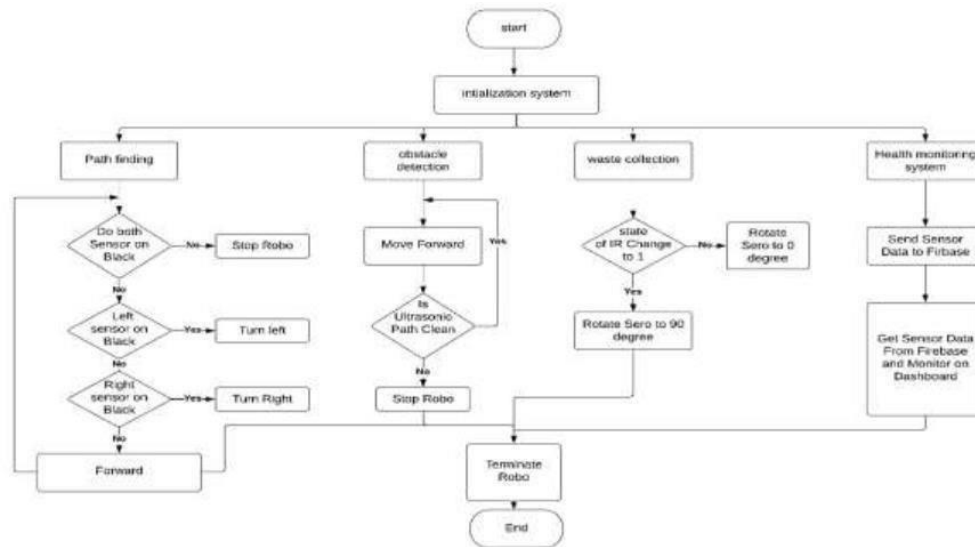 start
intialization system
Path finding
obstacle
detection
waste collection
Health monitoring
system
Do both
Sensor on
Black
No
Stop Robo
No
Left
sensor on
Black
Yes
Turn left
No
Right
sensor on
Black
Yes
Turn Right
No
Forward
Move Forward
Yes
Is
Ultrasonic
Path Clean
No
Stop Robo
state
of IR Change
to 1
No
Rotate
Sero to 0
degree
Yes
Rotate Sero to 90
degree
Send Sensor
Data to Firbase
Get Sensor Data
From Firebase
and Monitor on
Dashboard
Terminate
Robo
End